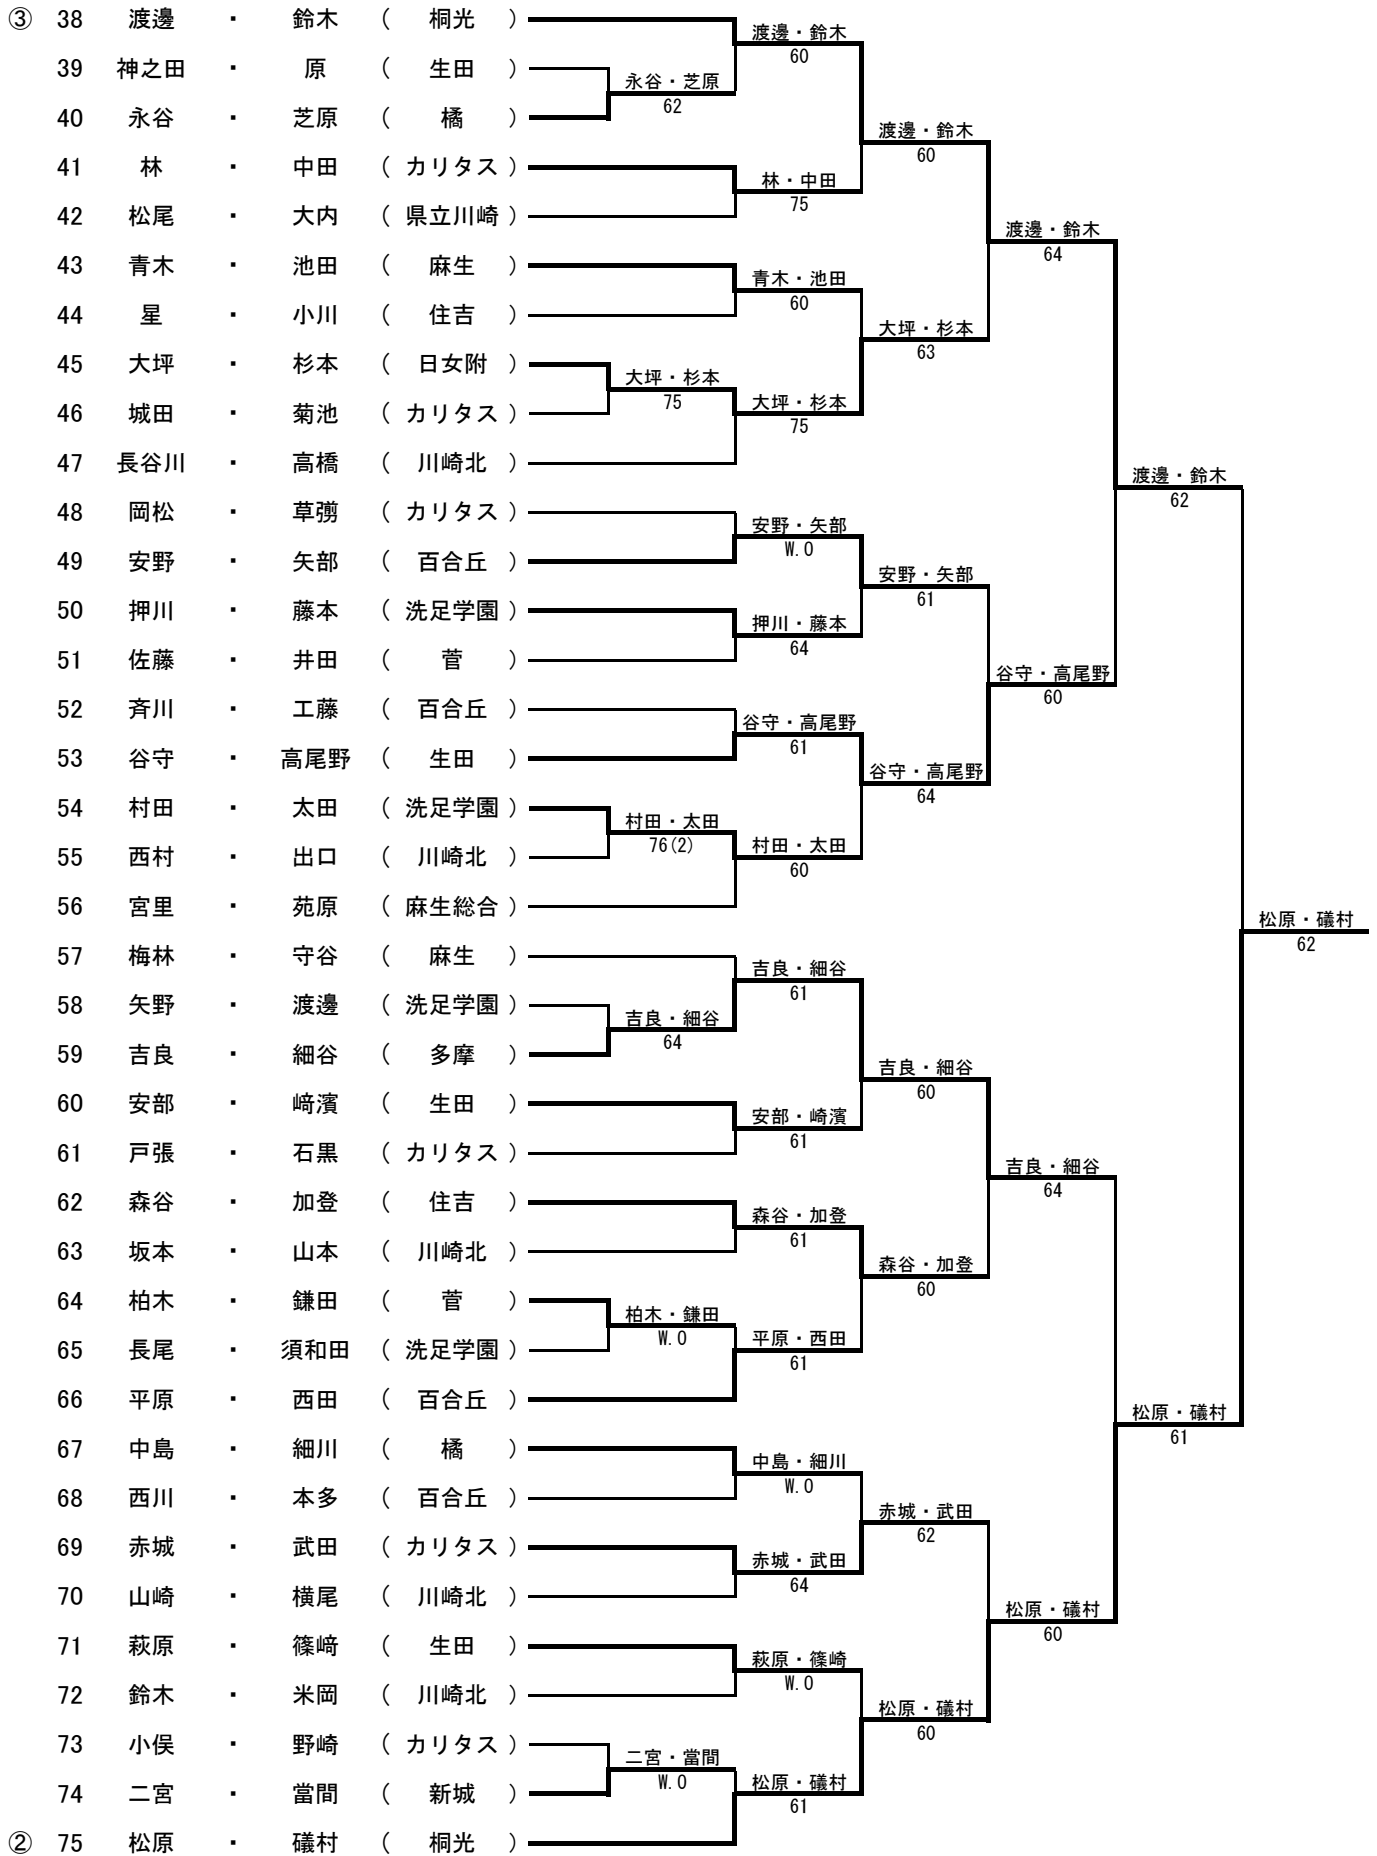 ③ 38 渡邊 ・ 鈴木 ( 桐光 )
渡邊・鈴木
60
39 神之田 ・ 原 ( 生田 )
永谷・芝原
62
40 永谷 ・ 芝原 ( 橘 )
渡邊・鈴木
60
41 林 ・ 中田 ( カリタス )
林・中田
75
42 松尾 ・ 大内 ( 県立川崎 )
渡邊・鈴木
64
43 青木 ・ 池田 ( 麻生 )
青木・池田
60
44 星 ・ 小川 ( 住吉 )
大坪・杉本
63
45 大坪 ・ 杉本 ( 日女附 )
大坪・杉本
75
46 城田 ・ 菊池 ( カリタス )
大坪・杉本
75
47 長谷川 ・ 高橋 ( 川崎北 )
渡邊・鈴木
62
48 岡松 ・ 草彅 ( カリタス )
安野・矢部
W.O
49 安野 ・ 矢部 ( 百合丘 )
安野・矢部
61
50 押川 ・ 藤本 ( 洗足学園 )
押川・藤本
64
51 佐藤 ・ 井田 ( 菅 )
谷守・高尾野
60
52 斉川 ・ 工藤 ( 百合丘 )
谷守・高尾野
61
53 谷守 ・ 高尾野 ( 生田 )
谷守・高尾野
64
54 村田 ・ 太田 ( 洗足学園 )
村田・太田
76(2)
55 西村 ・ 出口 ( 川崎北 )
村田・太田
60
56 宮里 ・ 苑原 ( 麻生総合 )
松原・礒村
62
57 梅林 ・ 守谷 ( 麻生 )
吉良・細谷
61
58 矢野 ・ 渡邊 ( 洗足学園 )
吉良・細谷
64
59 吉良 ・ 細谷 ( 多摩 )
吉良・細谷
60
60 安部 ・ 﨑濱 ( 生田 )
安部・崎濱
61
61 戸張 ・ 石黒 ( カリタス )
吉良・細谷
64
62 森谷 ・ 加登 ( 住吉 )
森谷・加登
61
63 坂本 ・ 山本 ( 川崎北 )
森谷・加登
60
64 柏木 ・ 鎌田 ( 菅 )
柏木・鎌田
W.O
65 長尾 ・ 須和田 ( 洗足学園 )
平原・西田
61
66 平原 ・ 西田 ( 百合丘 )
松原・礒村
61
67 中島 ・ 細川 ( 橘 )
中島・細川
W.O
68 西川 ・ 本多 ( 百合丘 )
赤城・武田
62
69 赤城 ・ 武田 ( カリタス )
赤城・武田
64
70 山崎 ・ 横尾 ( 川崎北 )
松原・礒村
60
71 萩原 ・ 篠﨑 ( 生田 )
萩原・篠崎
W.O
72 鈴木 ・ 米岡 ( 川崎北 )
松原・礒村
60
73 小俣 ・ 野崎 ( カリタス )
二宮・當間
W.O
74 二宮 ・ 當間 ( 新城 )
松原・礒村
61
② 75 松原 ・ 礒村 ( 桐光 )